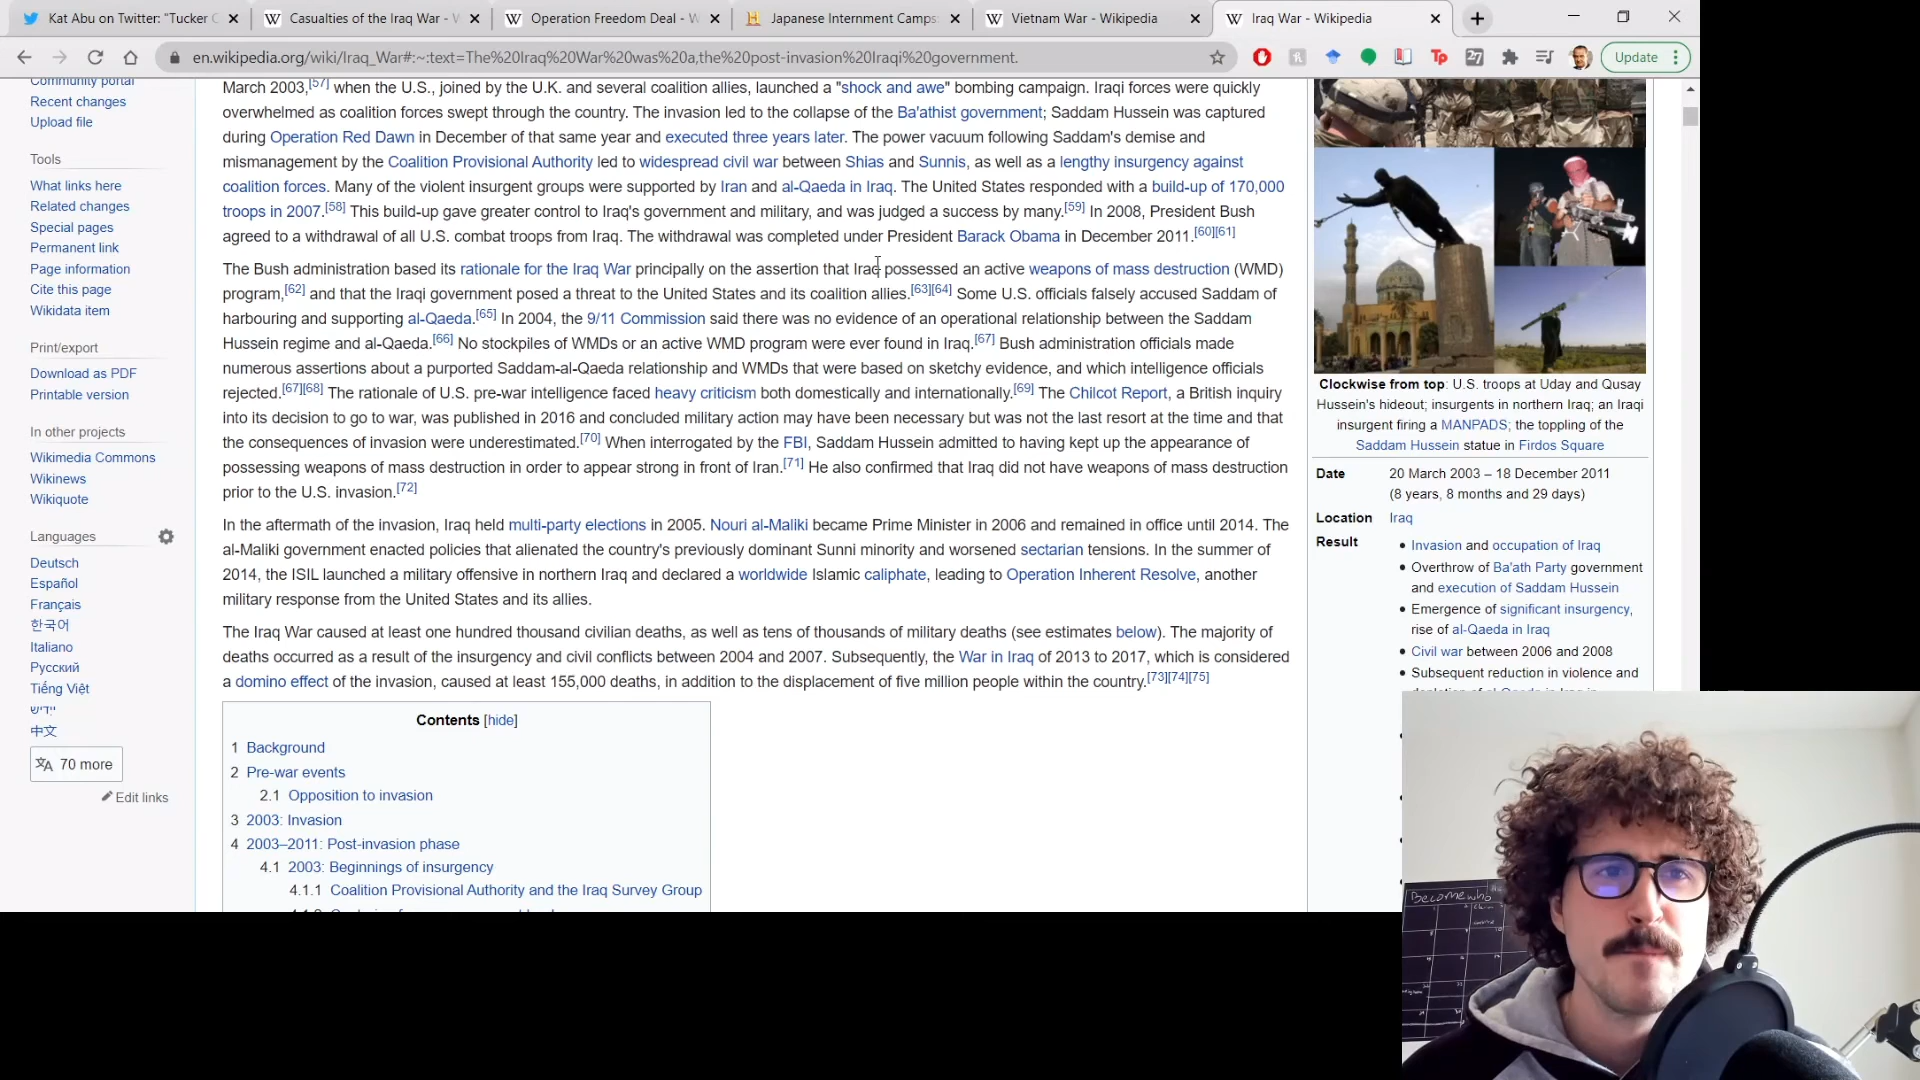 Kat Abu on Twitter: "Tucker C
Casualties of the Iraq War - W
Operation Freedom Deal - W
Japanese Internment Camps:
Vietnam War - Wikipedia
Iraq War - Wikipedia
en.wikipedia.org/wiki/Iraq_War#:~:text=The%20Iraq%20War%20was%20a,the%20post-invasion%20Iraqi%20government.
Update
Community portal
Recent changes
Upload file
Tools
What links here
Related changes
Special pages
Permanent link
Page information
Cite this page
Wikidata item
Print/export
Download as PDF
Printable version
In other projects
Wikimedia Commons
Wikinews
Wikiquote
Languages
Deutsch
Español
Français
한국어
Italiano
Русский
Tiếng Việt
ייִדיש
中文
70 more
Edit links
March 2003,[57] when the U.S., joined by the U.K. and several coalition allies, launched a "shock and awe" bombing campaign. Iraqi forces were quickly
overwhelmed as coalition forces swept through the country. The invasion led to the collapse of the Ba'athist government; Saddam Hussein was captured
during Operation Red Dawn in December of that same year and executed three years later. The power vacuum following Saddam's demise and
mismanagement by the Coalition Provisional Authority led to widespread civil war between Shias and Sunnis, as well as a lengthy insurgency against
coalition forces. Many of the violent insurgent groups were supported by Iran and al-Qaeda in Iraq. The United States responded with a build-up of 170,000
troops in 2007.[58] This build-up gave greater control to Iraq's government and military, and was judged a success by many.[59] In 2008, President Bush
agreed to a withdrawal of all U.S. combat troops from Iraq. The withdrawal was completed under President Barack Obama in December 2011.[60][61]
The Bush administration based its rationale for the Iraq War principally on the assertion that Iraq possessed an active weapons of mass destruction (WMD)
program,[62] and that the Iraqi government posed a threat to the United States and its coalition allies.[63][64] Some U.S. officials falsely accused Saddam of
harbouring and supporting al-Qaeda.[65] In 2004, the 9/11 Commission said there was no evidence of an operational relationship between the Saddam
Hussein regime and al-Qaeda.[66] No stockpiles of WMDs or an active WMD program were ever found in Iraq.[67] Bush administration officials made
numerous assertions about a purported Saddam-al-Qaeda relationship and WMDs that were based on sketchy evidence, and which intelligence officials
rejected.[67][68] The rationale of U.S. pre-war intelligence faced heavy criticism both domestically and internationally.[69] The Chilcot Report, a British inquiry
into its decision to go to war, was published in 2016 and concluded military action may have been necessary but was not the last resort at the time and that
the consequences of invasion were underestimated.[70] When interrogated by the FBI, Saddam Hussein admitted to having kept up the appearance of
possessing weapons of mass destruction in order to appear strong in front of Iran.[71] He also confirmed that Iraq did not have weapons of mass destruction
prior to the U.S. invasion.[72]
In the aftermath of the invasion, Iraq held multi-party elections in 2005. Nouri al-Maliki became Prime Minister in 2006 and remained in office until 2014. The
al-Maliki government enacted policies that alienated the country's previously dominant Sunni minority and worsened sectarian tensions. In the summer of
2014, the ISIL launched a military offensive in northern Iraq and declared a worldwide Islamic caliphate, leading to Operation Inherent Resolve, another
military response from the United States and its allies.
The Iraq War caused at least one hundred thousand civilian deaths, as well as tens of thousands of military deaths (see estimates below). The majority of
deaths occurred as a result of the insurgency and civil conflicts between 2004 and 2007. Subsequently, the War in Iraq of 2013 to 2017, which is considered
a domino effect of the invasion, caused at least 155,000 deaths, in addition to the displacement of five million people within the country.[73][74][75]
Contents [hide]
1 Background
2 Pre-war events
2.1 Opposition to invasion
3 2003: Invasion
4 2003–2011: Post-invasion phase
4.1 2003: Beginnings of insurgency
4.1.1 Coalition Provisional Authority and the Iraq Survey Group
Clockwise from top: U.S. troops at Uday and Qusay
Hussein's hideout; insurgents in northern Iraq; an Iraqi
insurgent firing a MANPADS; the toppling of the
Saddam Hussein statue in Firdos Square
Date 20 March 2003 – 18 December 2011
(8 years, 8 months and 29 days)
Location Iraq
Result
• Invasion and occupation of Iraq
• Overthrow of Ba'ath Party government
and execution of Saddam Hussein
• Emergence of significant insurgency,
rise of al-Qaeda in Iraq
• Civil war between 2006 and 2008
• Subsequent reduction in violence and
Become who